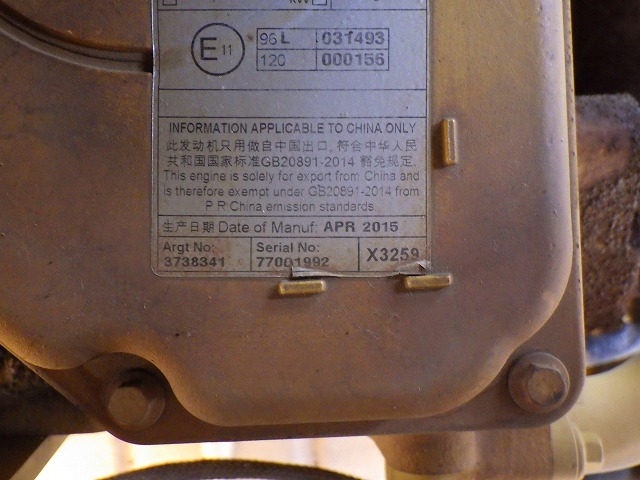 kW
E 11
96 L 031493
120 000156
INFORMATION APPLICABLE TO CHINA ONLY
此发动机只用做自中国出口，符合中华人民
共和国国家标准GB20891-2014 豁免规定.
This engine is solely for export from China and
is therefore exempt under GB20891-2014 from
P R China emission standards.
生产日期 Date of Manuf: APR 2015
Argt No: Serial No:
3738341 77001992 X3259